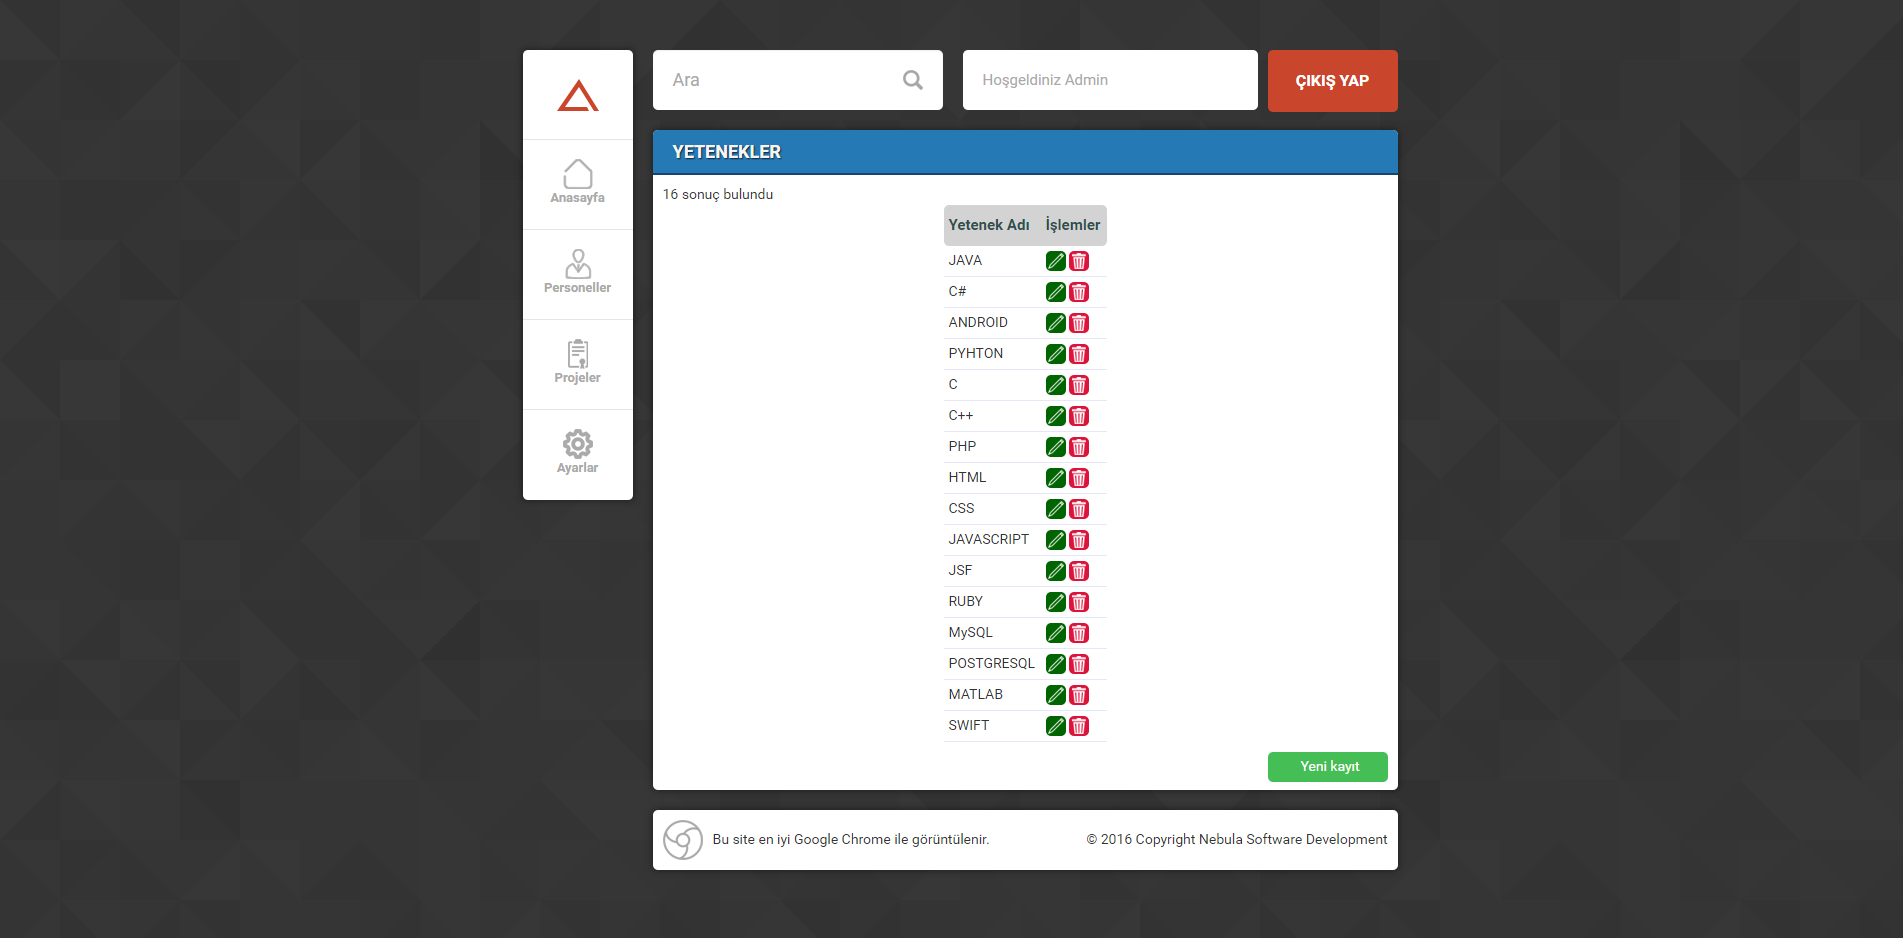 Ara
Hoşgeldiniz Admin
ÇIKIŞ YAP
Anasayfa
Personeller
Projeler
Ayarlar
YETENEKLER
16 sonuç bulundu
Yetenek Adı İşlemler
JAVA
C#
ANDROID
PYHTON
C
C++
PHP
HTML
CSS
JAVASCRIPT
JSF
RUBY
MySQL
POSTGRESQL
MATLAB
SWIFT
Yeni kayıt
Bu site en iyi Google Chrome ile görüntülenir.
© 2016 Copyright Nebula Software Development